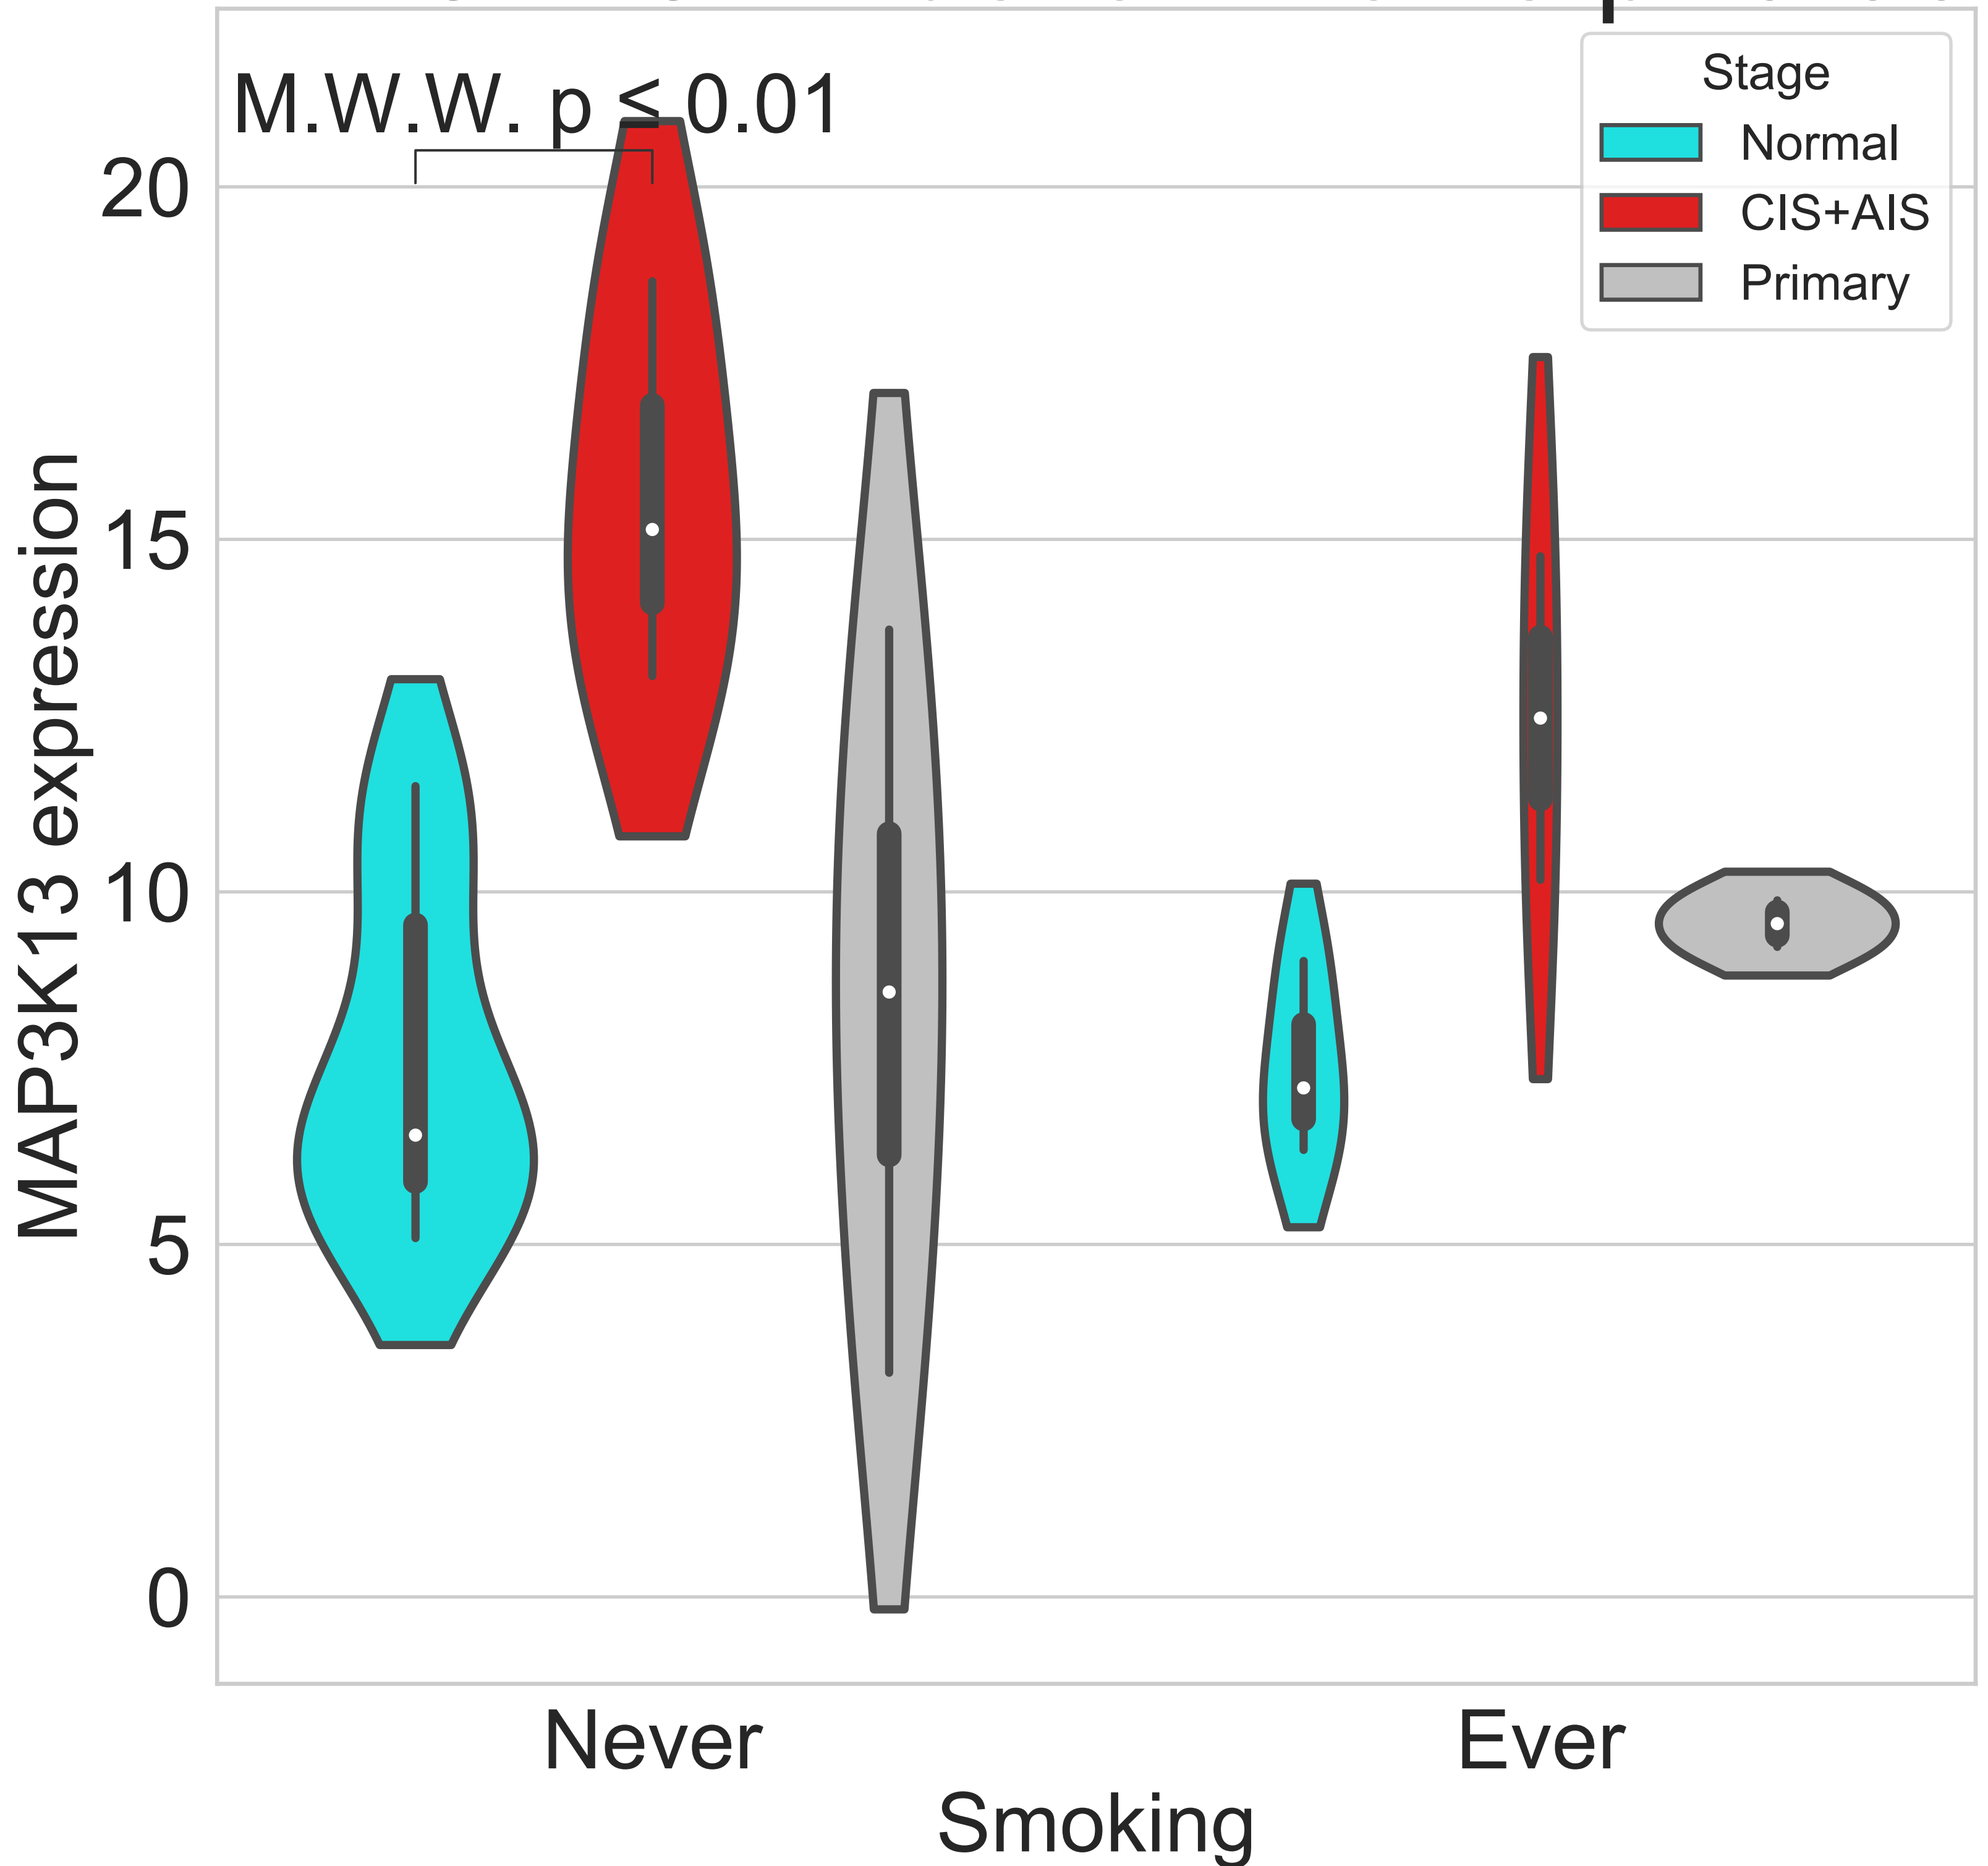 M.W.W. p ≤ 0.01
Stage
Normal
CIS+AIS
Primary
20
15
10
5
0
MAP3K13 expression
Never
Ever
Smoking